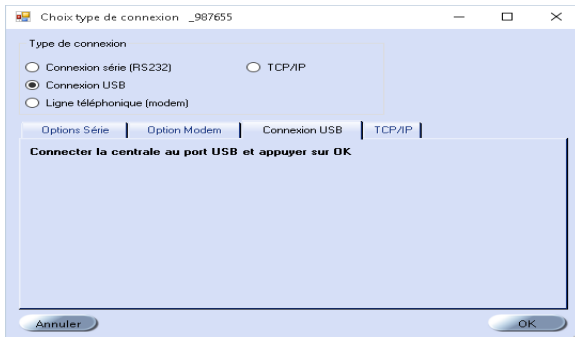 Choix type de connexion _987655
Type de connexion
Connexion série (RS232) TCP/IP
Connexion USB
Ligne téléphonique (modem)
Options Série Option Modem Connexion USB TCP/IP
Connecter la centrale au port USB et appuyer sur OK
Annuler OK